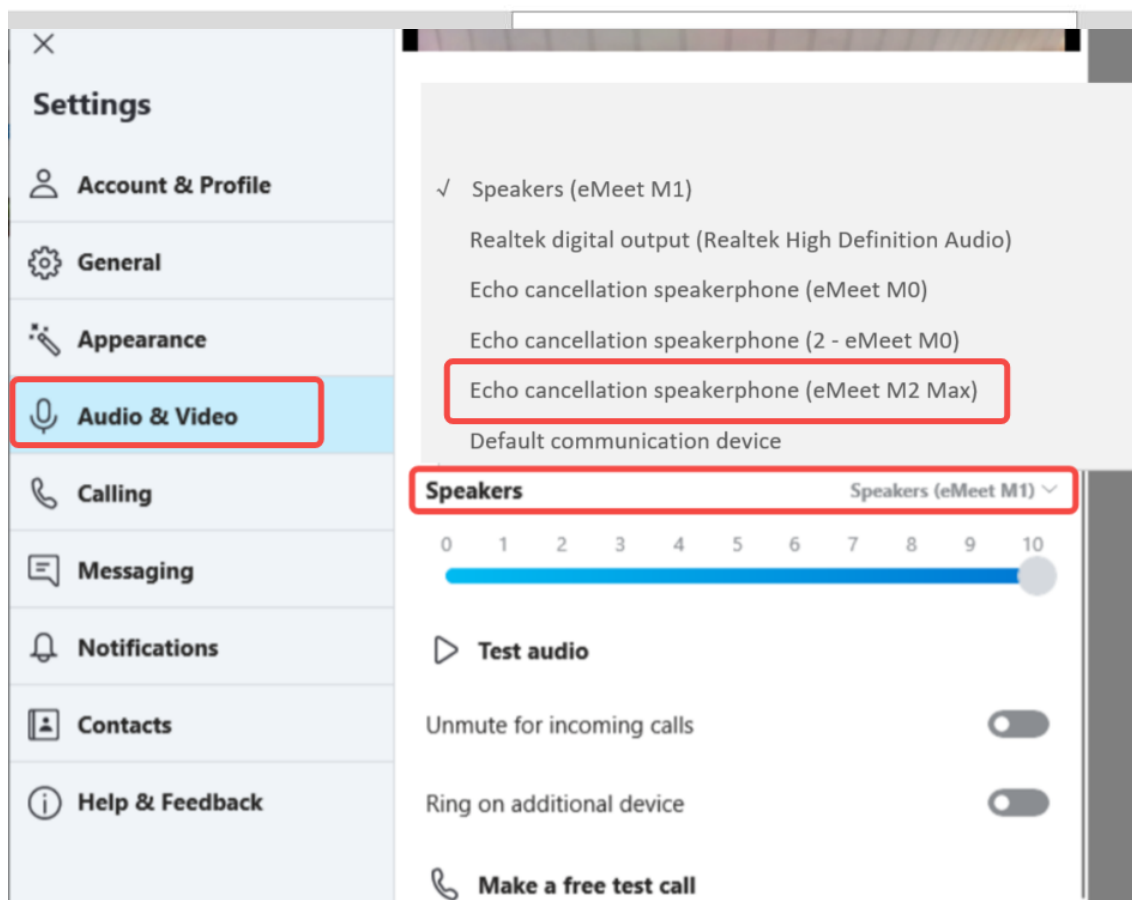 Settings
Account & Profile
General
Appearance
Audio & Video
Calling
Messaging
Notifications
Contacts
Help & Feedback
√ Speakers (eMeet M1)
Realtek digital output (Realtek High Definition Audio)
Echo cancellation speakerphone (eMeet M0)
Echo cancellation speakerphone (2 - eMeet M0)
Echo cancellation speakerphone (eMeet M2 Max)
Default communication device
Speakers Speakers (eMeet M1)
0 1 2 3 4 5 6 7 8 9 10
Test audio
Unmute for incoming calls
Ring on additional device
Make a free test call